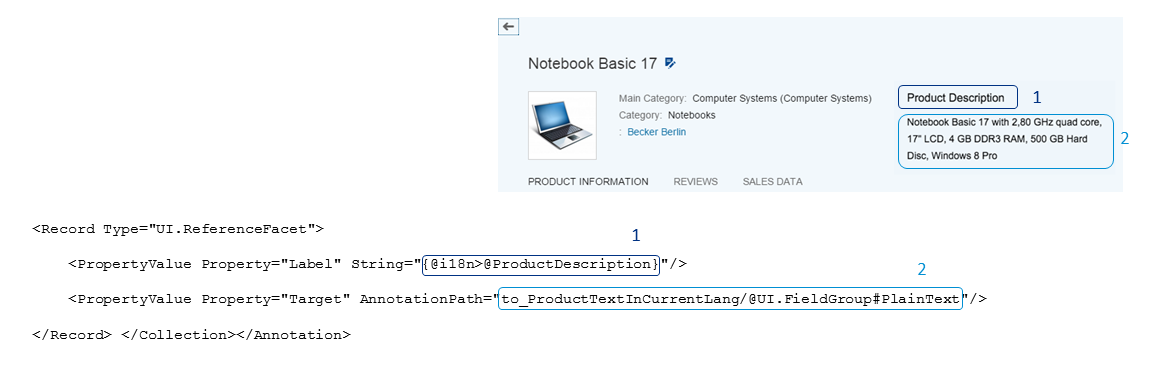 Notebook Basic 17
Main Category: Computer Systems (Computer Systems)
Category: Notebooks
: Becker Berlin
Product Description 1
Notebook Basic 17 with 2,80 GHz quad core,
17" LCD, 4 GB DDR3 RAM, 500 GB Hard
Disc, Windows 8 Pro
2
PRODUCT INFORMATION REVIEWS SALES DATA
<Record Type="UI.ReferenceFacet">
1
<PropertyValue Property="Label" String="{@i18n>@ProductDescription}"/>
2
<PropertyValue Property="Target" AnnotationPath="to_ProductTextInCurrentLang/@UI.FieldGroup#PlainText"/>
</Record> </Collection></Annotation>